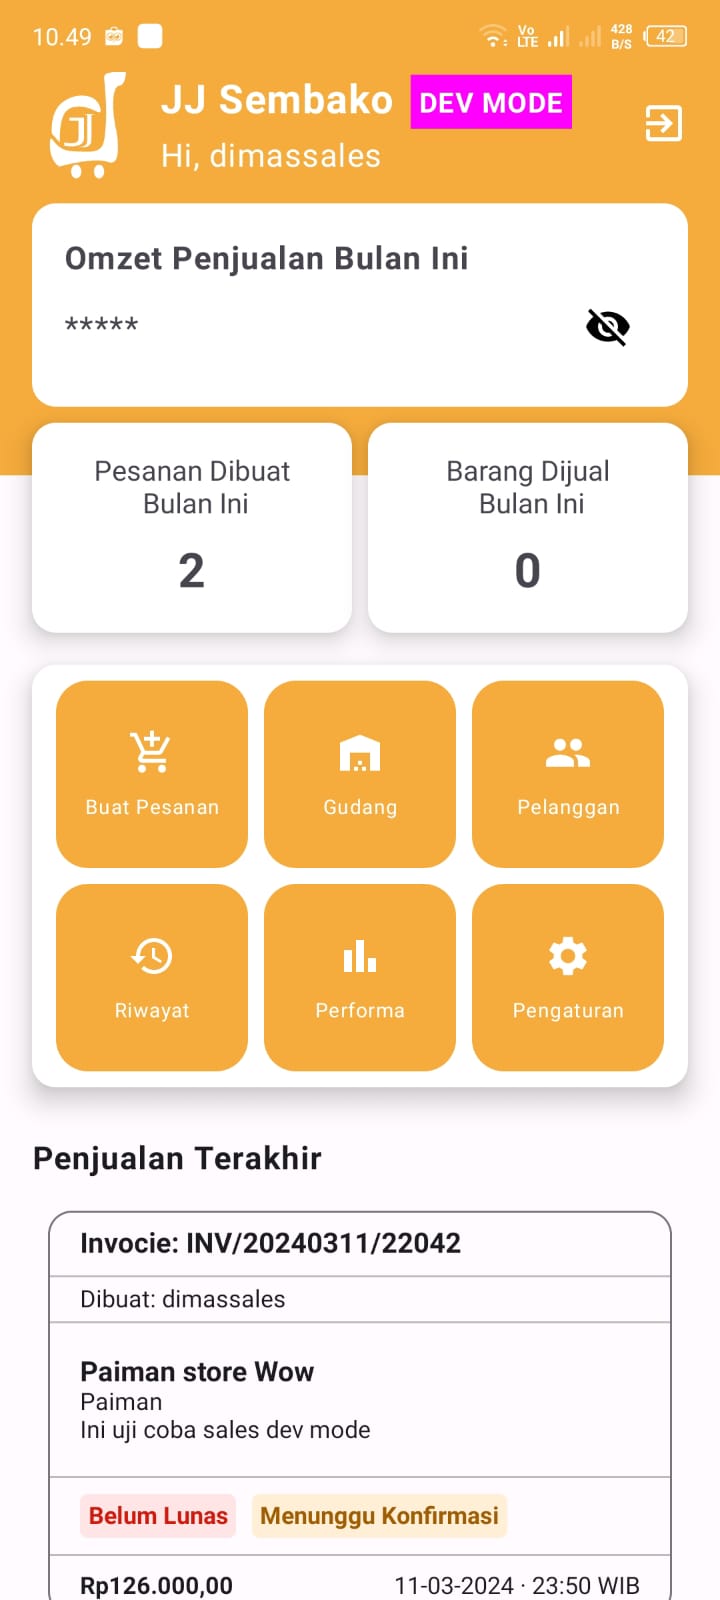 10.49
Vo
LTE
428
B/S
42
JJ
JJ Sembako
DEV MODE
Hi, dimassales
Omzet Penjualan Bulan Ini
*****
Pesanan Dibuat
Bulan Ini
2
Barang Dijual
Bulan Ini
0
Buat Pesanan
Gudang
Pelanggan
Riwayat
Performa
Pengaturan
Penjualan Terakhir
Invocie: INV/20240311/22042
Dibuat: dimassales
Paiman store Wow
Paiman
Ini uji coba sales dev mode
Belum Lunas
Menunggu Konfirmasi
Rp126.000,00
11-03-2024 · 23:50 WIB